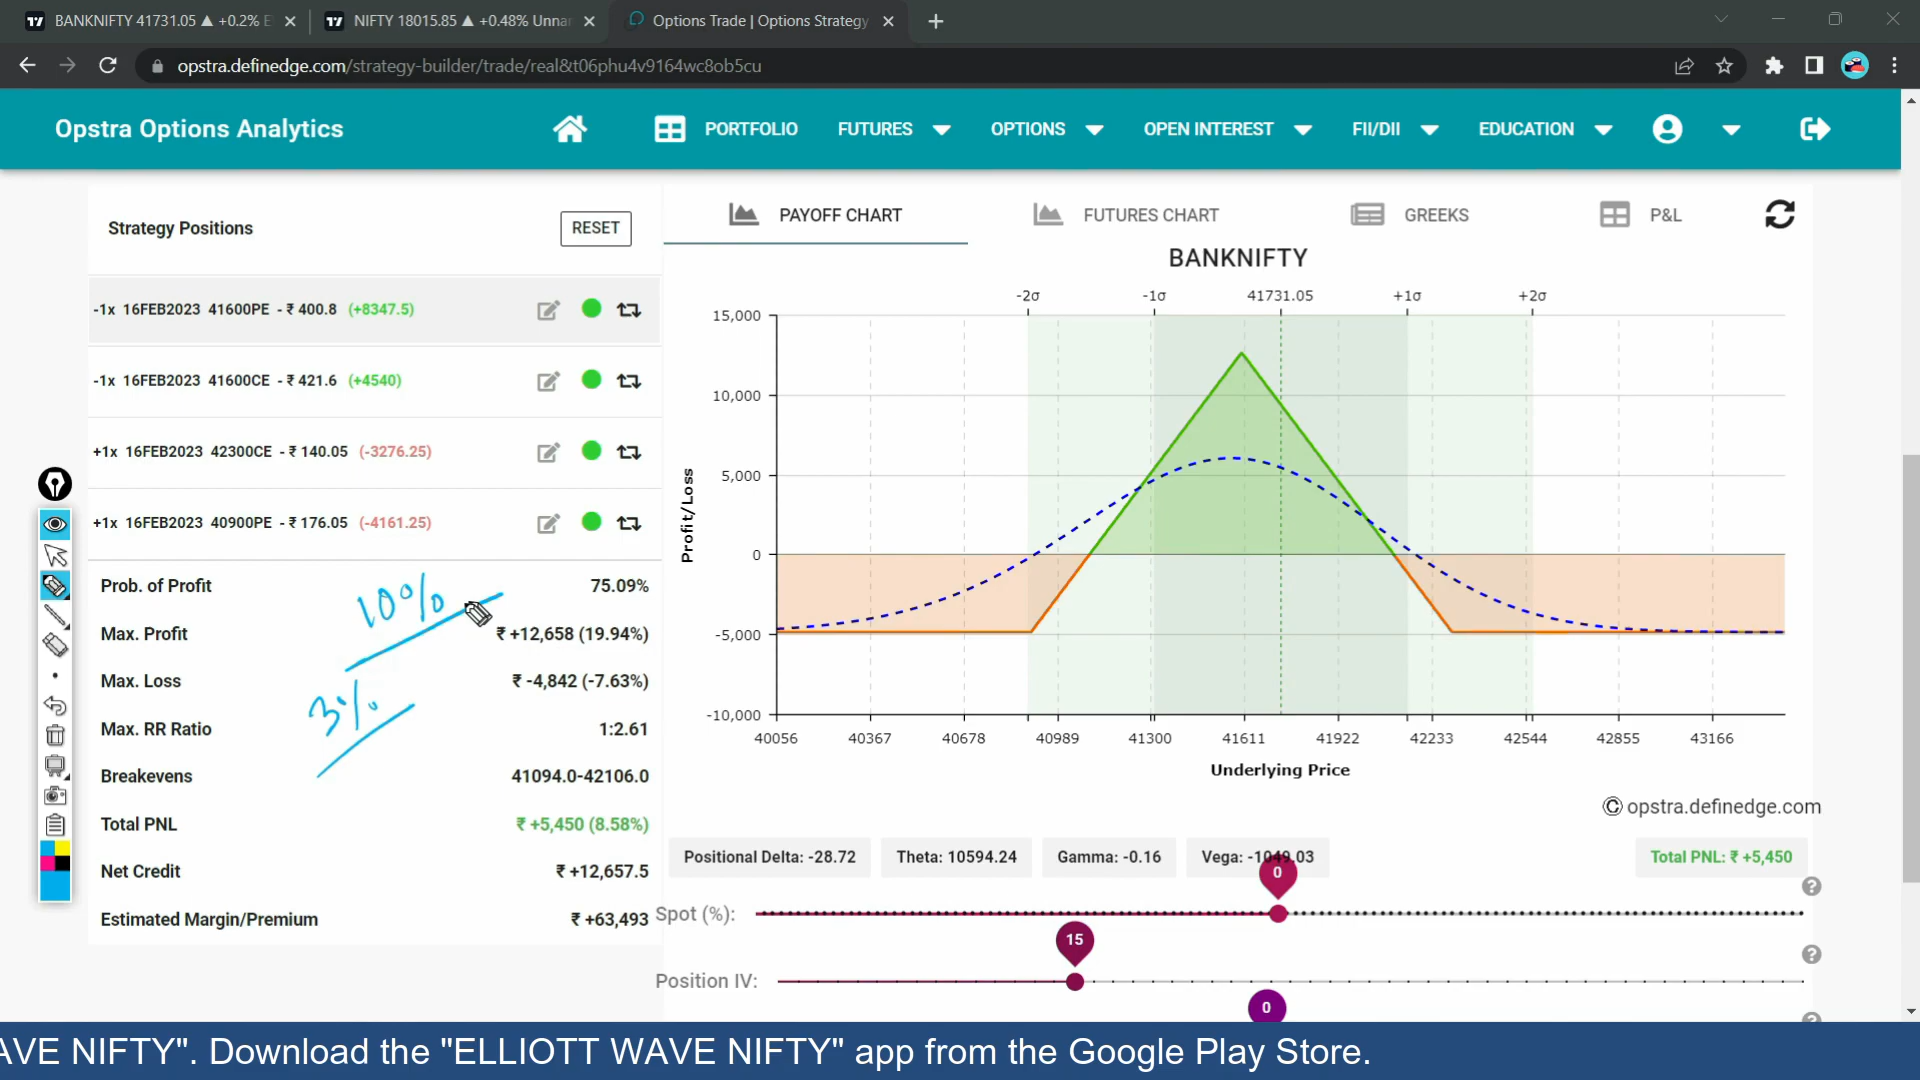 BANKNIFTY 41731.05 ▲ +0.2% E
NIFTY 18015.85 ▲ +0.48% Unnar
Options Trade | Options Strategy
opstra.definedge.com/strategy-builder/trade/real&t06phu4v9164wc8ob5cu
Opstra Options Analytics
PORTFOLIO
FUTURES
OPTIONS
OPEN INTEREST
FII/DII
EDUCATION
Strategy Positions
RESET
-1x 16FEB2023 41600PE - ₹ 400.8 (+8347.5)
-1x 16FEB2023 41600CE - ₹ 421.6 (+4540)
+1x 16FEB2023 42300CE - ₹ 140.05 (-3276.25)
+1x 16FEB2023 40900PE - ₹ 176.05 (-4161.25)
Prob. of Profit 75.09%
10%
Max. Profit ₹ +12,658 (19.94%)
Max. Loss ₹ -4,842 (-7.63%)
3%
Max. RR Ratio 1:2.61
Breakevens 41094.0-42106.0
Total PNL ₹ +5,450 (8.58%)
Net Credit ₹ +12,657.5
Estimated Margin/Premium ₹ +63,493
PAYOFF CHART
FUTURES CHART
GREEKS
P&L
BANKNIFTY
-2σ -1σ 41731.05 +1σ +2σ
15,000
10,000
5,000
0
-5,000
-10,000
Profit/Loss
40056 40367 40678 40989 41300 41611 41922 42233 42544 42855 43166
Underlying Price
© opstra.definedge.com
Positional Delta: -28.72
Theta: 10594.24
Gamma: -0.16
Vega: -1049.03
Total PNL: ₹ +5,450
0
Spot (%):
15
Position IV:
0
AVE NIFTY". Download the "ELLIOTT WAVE NIFTY" app from the Google Play Store.